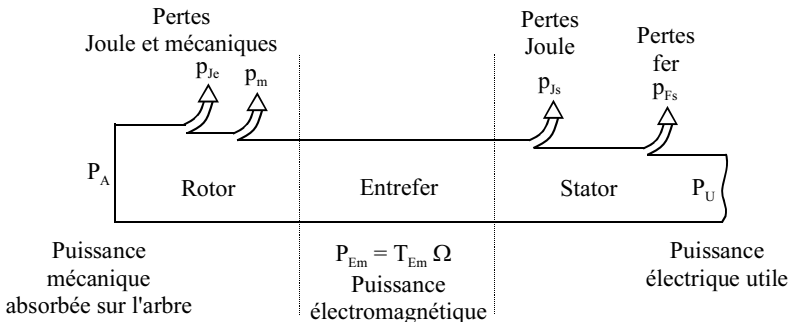 Pertes
Joule et mécaniques
p_Je
p_m
Pertes
Joule
p_Js
Pertes
fer
p_Fs
P_A
Rotor
Entrefer
Stator
P_U
Puissance
mécanique
absorbée sur l'arbre
P_Em = T_Em Ω
Puissance
électromagnétique
Puissance
électrique utile